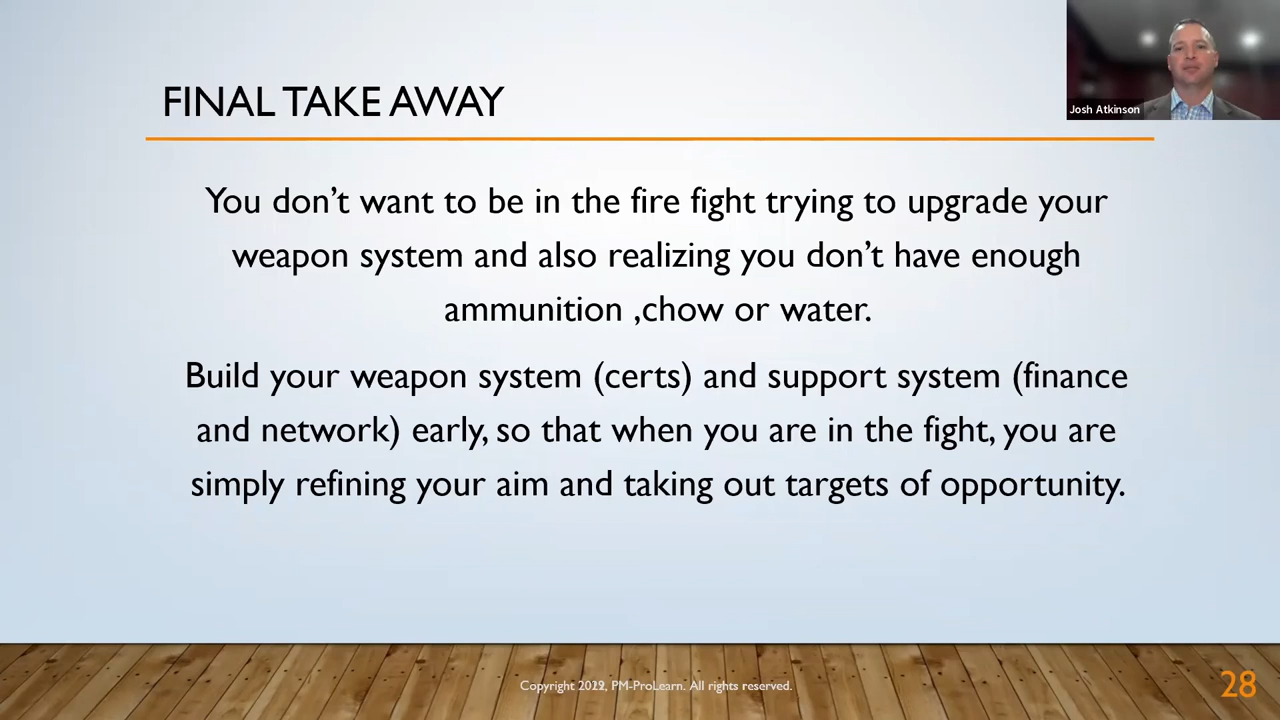 FINAL TAKE AWAY
Josh Atkinson
You don’t want to be in the fire fight trying to upgrade your
weapon system and also realizing you don’t have enough
ammunition ,chow or water.
Build your weapon system (certs) and support system (finance
and network) early, so that when you are in the fight, you are
simply refining your aim and taking out targets of opportunity.
Copyright PM-ProLearn. All rights reserved.
28